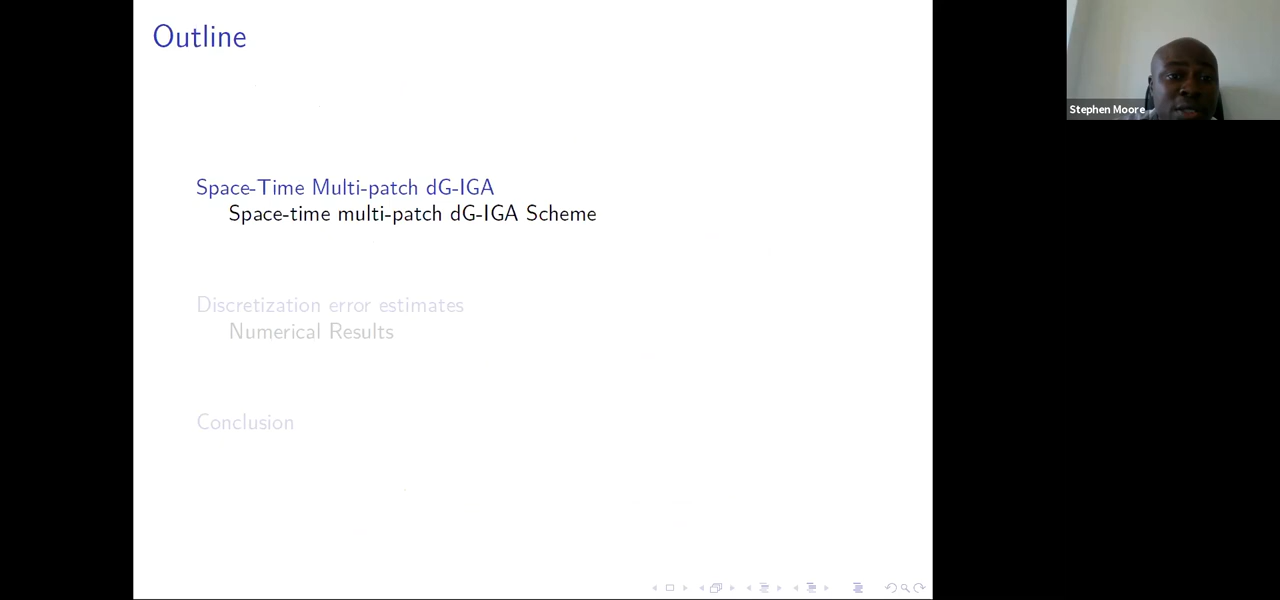 Outline
Stephen Moore
Space-Time Multi-patch dG-IGA
Space-time multi-patch dG-IGA Scheme
Discretization error estimates
Numerical Results
Conclusion